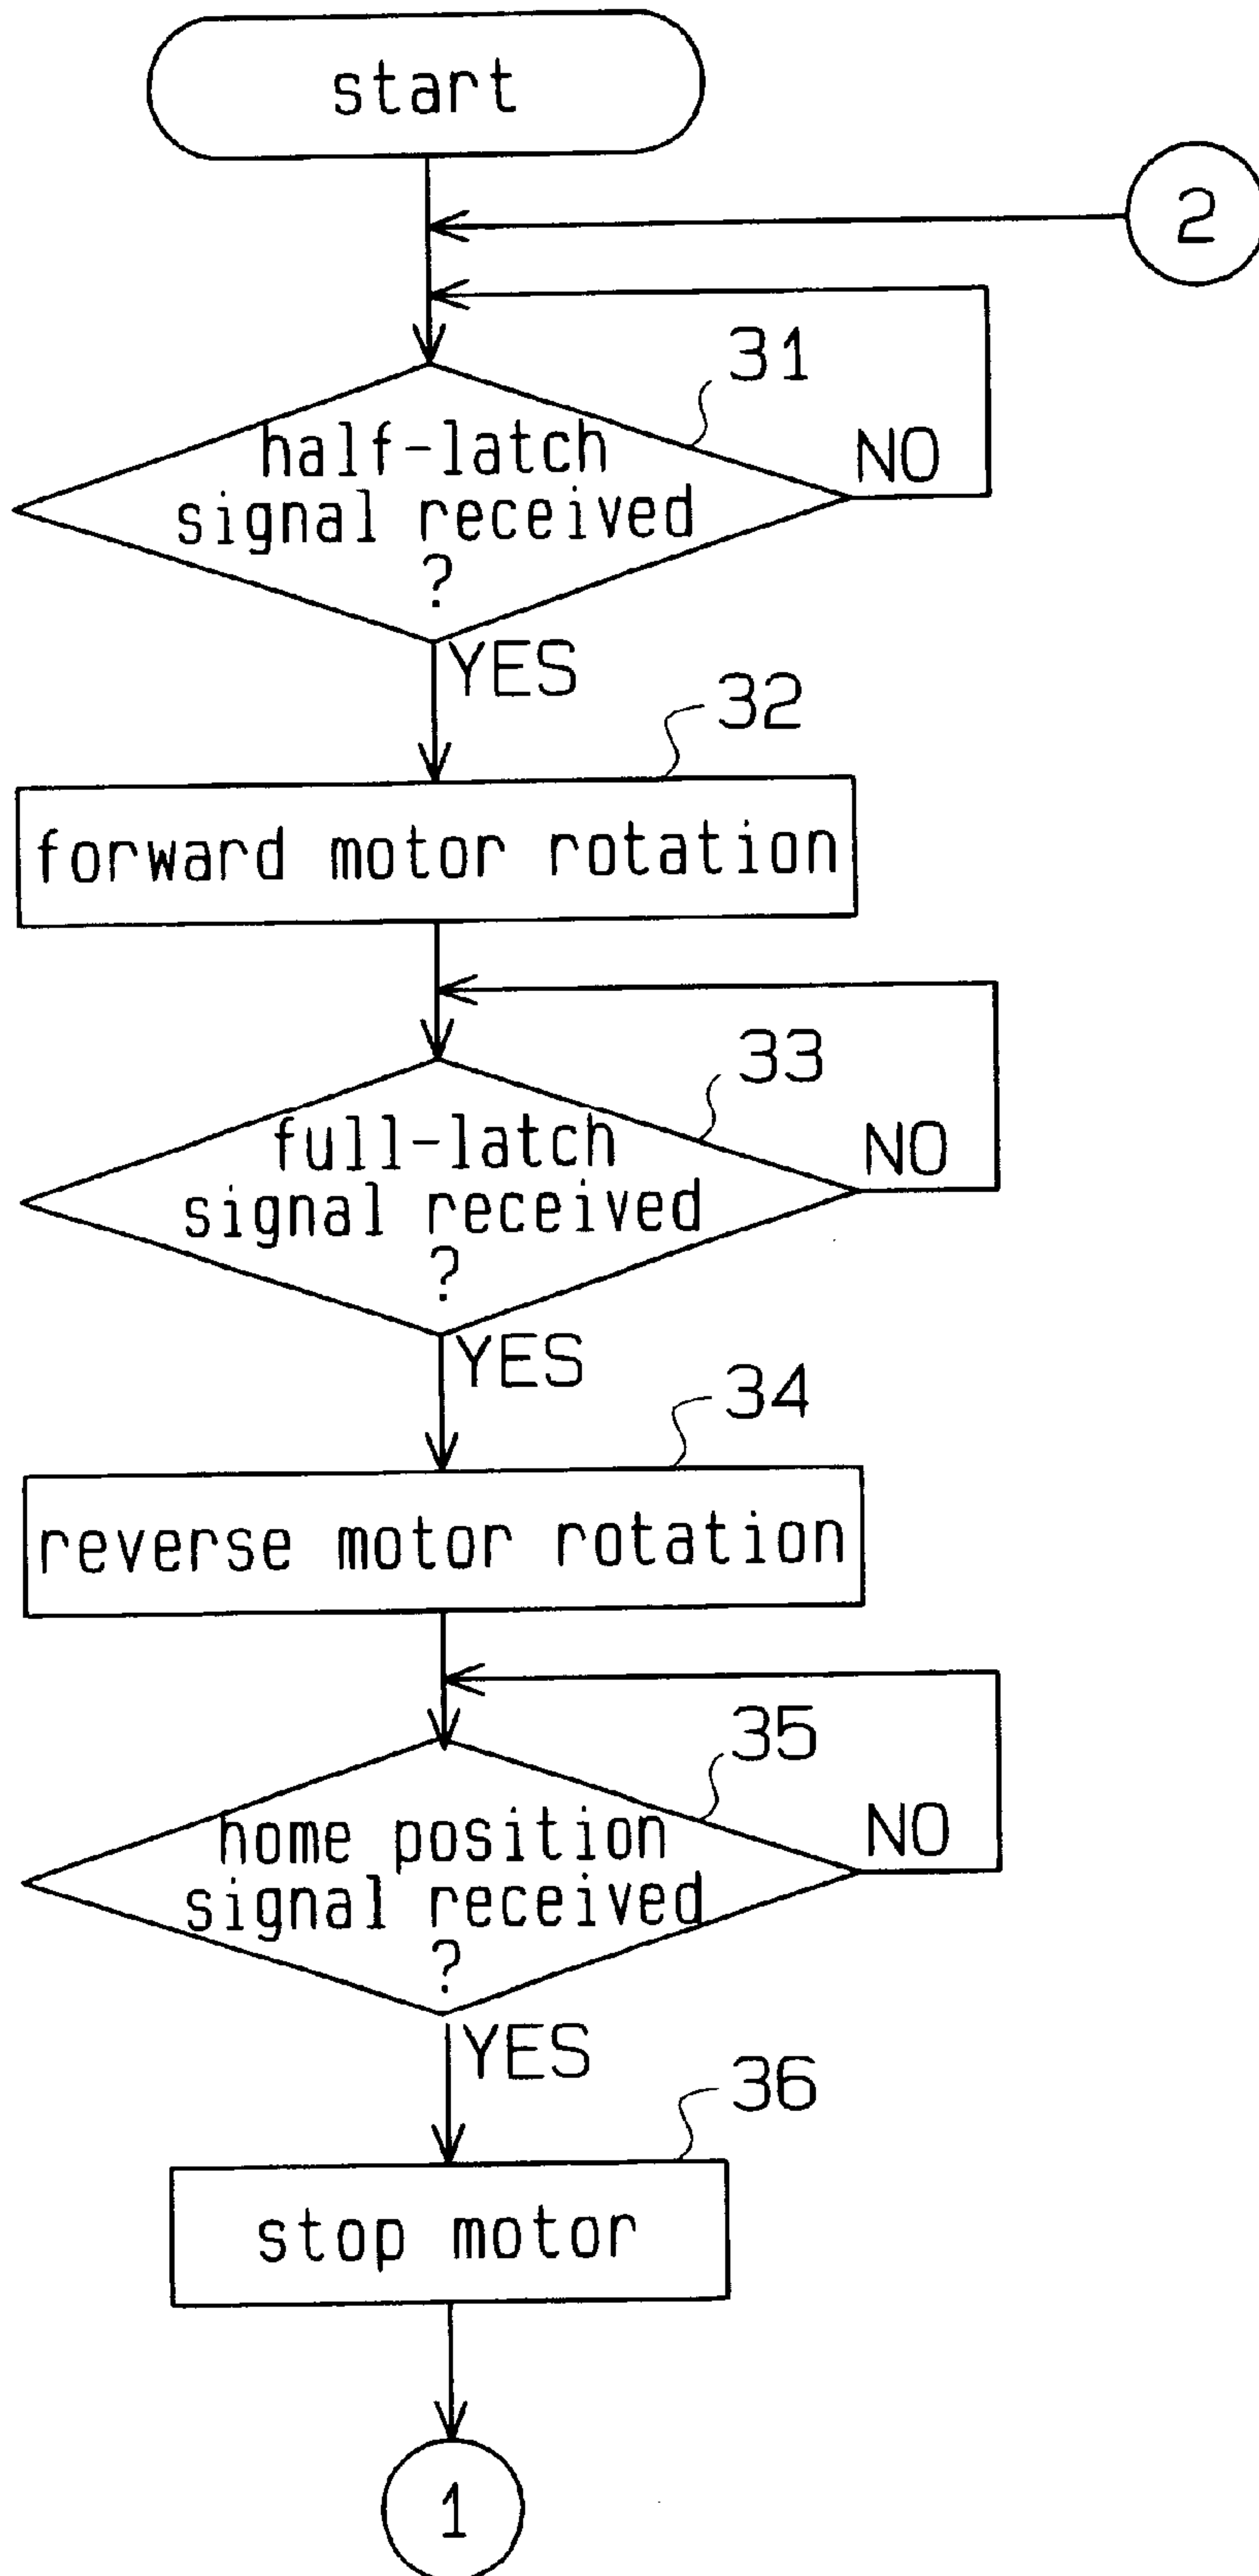 start
2
31
half-latch
NO
signal received
?
YES
32
forward motor rotation
33
full-latch
NO
signal received
?
YES
34
reverse motor rotation
35
home position
NO
signal received
?
YES
36
stop motor
1